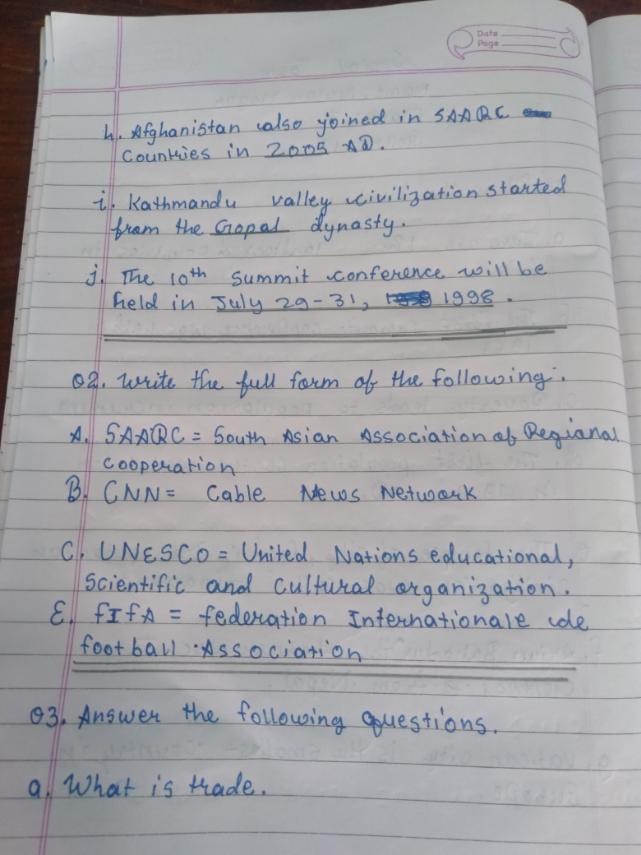 Date
Page
h. Afghanistan also joined in SAARC
Countries in 2005 AD.
i. Kathmandu valley civilization started
from the Gopal dynasty.
j. The 10th Summit conference will be
held in July 29-31, 1998.
Q2. Write the full form of the following:
A. SAARC = South Asian Association of Regional
cooperation
B. CNN = Cable News Network
C. UNESCO = United Nations educational,
Scientific and Cultural organization.
E. fIfA = federation Internationale de
football Association
Q3. Answer the following questions.
a. What is trade.